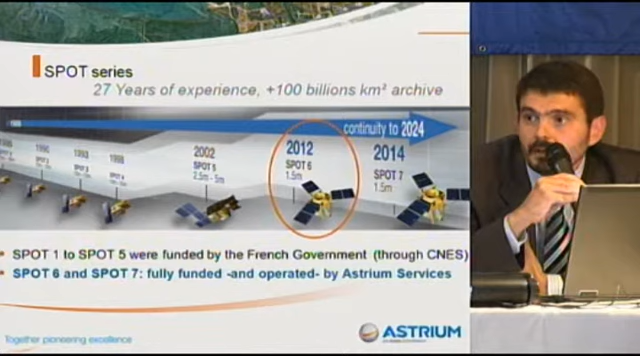 SPOT series
27 Years of experience, +100 billions km² archive
continuity to 2024
1990
1993
1998
2002
SPOT 5
2.5m - 5m
2012
SPOT 6
1.5m
2014
SPOT 7
1.5m
• SPOT 1 to SPOT 5 were funded by the French Government (through CNES)
• SPOT 6 and SPOT 7: fully funded -and operated- by Astrium Services
Together pioneering excellence
ASTRIUM